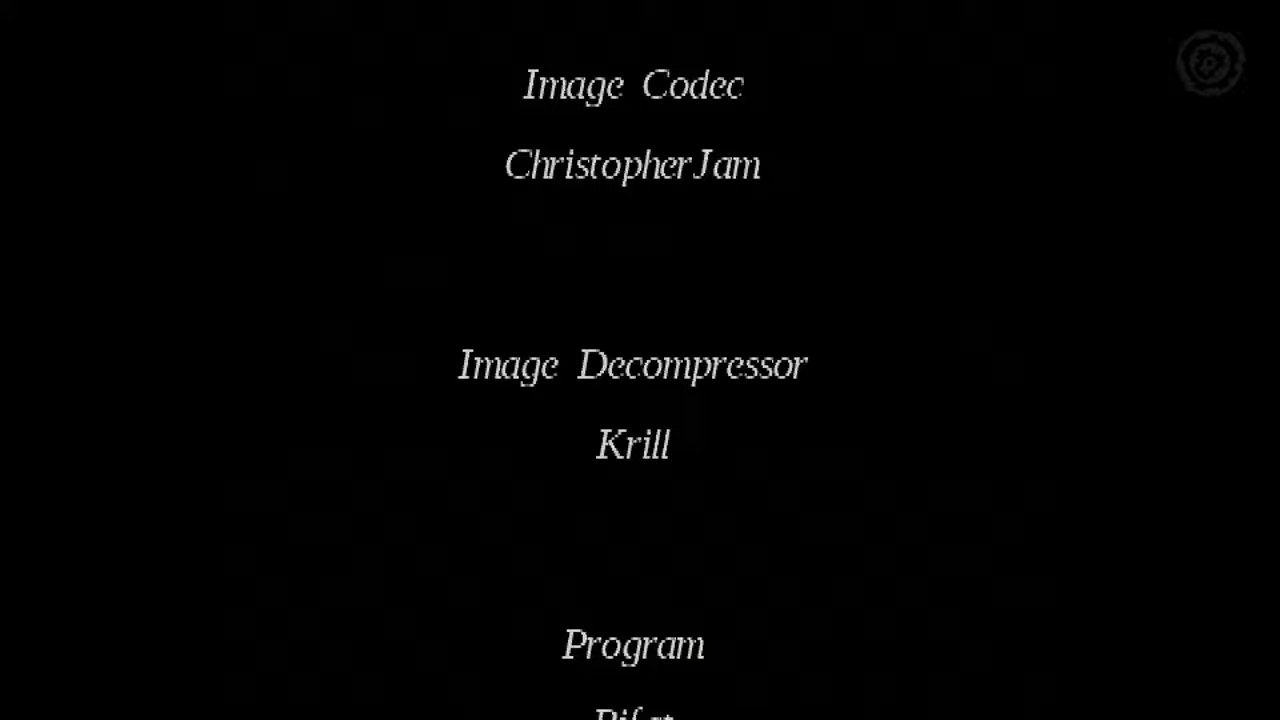 Image Codec
ChristopherJam
Image Decompressor
Krill
Program